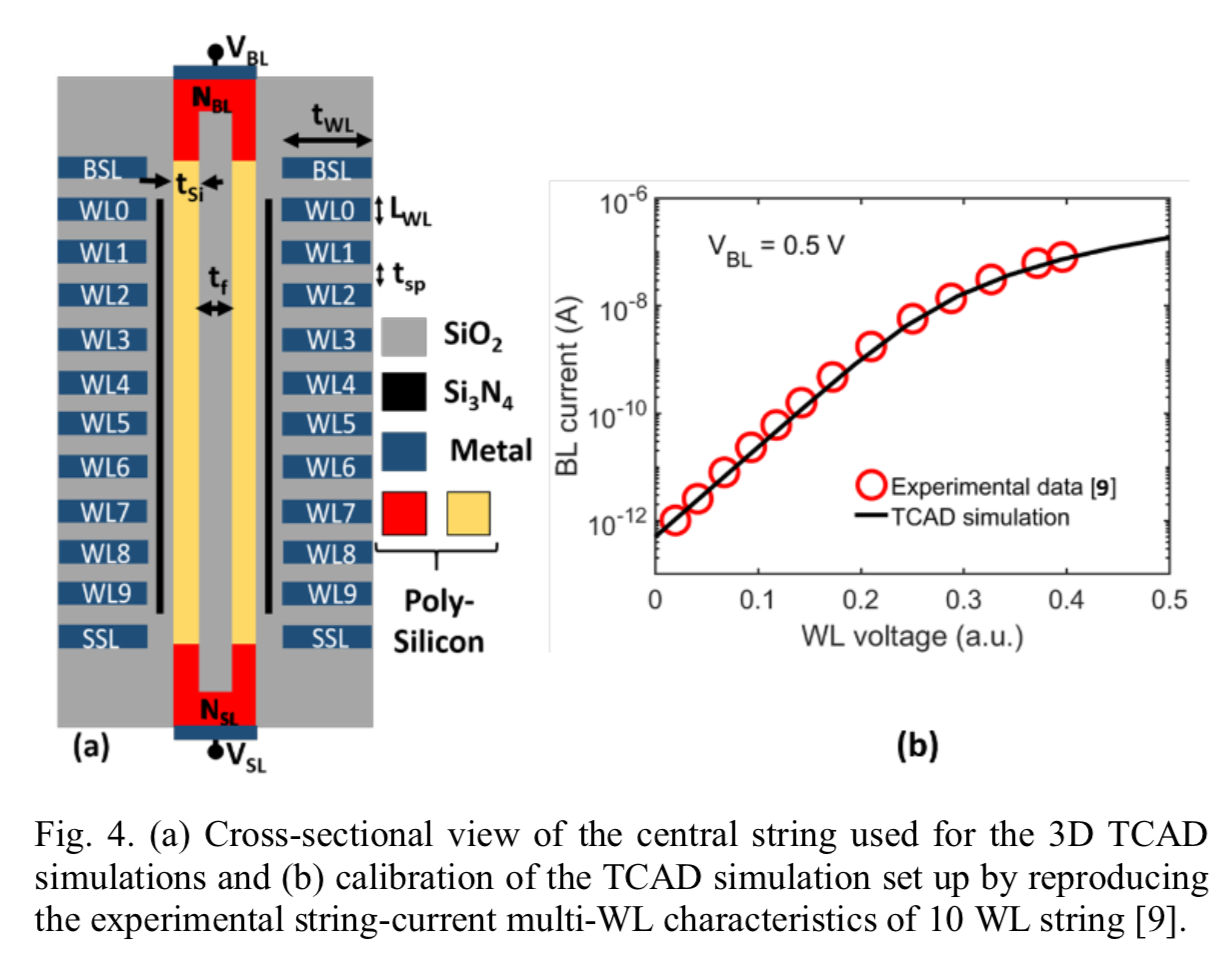 V_BL
N_BL
t_WL
BSL BSL
t_Si
WL0 WL0 L_WL
WL1 WL1
t_sp
t_f
WL2 WL2
WL3 WL3 SiO₂
WL4 WL4 Si₃N₄
WL5 WL5
WL6 WL6 Metal
WL7 WL7
WL8 WL8
WL9 WL9 Poly-
SSL SSL Silicon
N_SL
(a) V_SL
10⁻⁶
V_BL = 0.5 V
10⁻⁸
BL current (A)
10⁻¹⁰
Experimental data [9]
TCAD simulation
10⁻¹²
0 0.1 0.2 0.3 0.4 0.5
WL voltage (a.u.)
(b)
Fig. 4. (a) Cross-sectional view of the central string used for the 3D TCAD
simulations and (b) calibration of the TCAD simulation set up by reproducing
the experimental string-current multi-WL characteristics of 10 WL string [9].